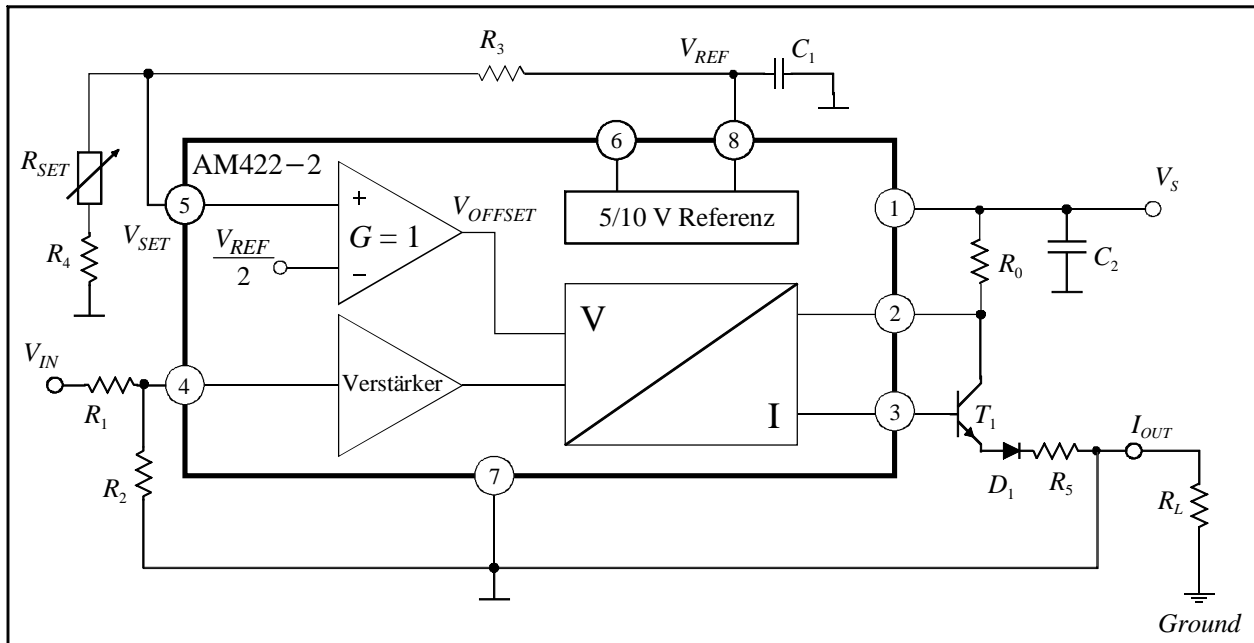 R3
VREF
C1
6
8
RSET
AM422−2
5
+
VOFFSET
5/10 V Referenz
1
VS
VSET
G = 1
VREF
2
−
R4
R0
C2
V
2
VIN
4
Verstärker
R1
I
3
T1
IOUT
R2
7
D1
R5
RL
Ground